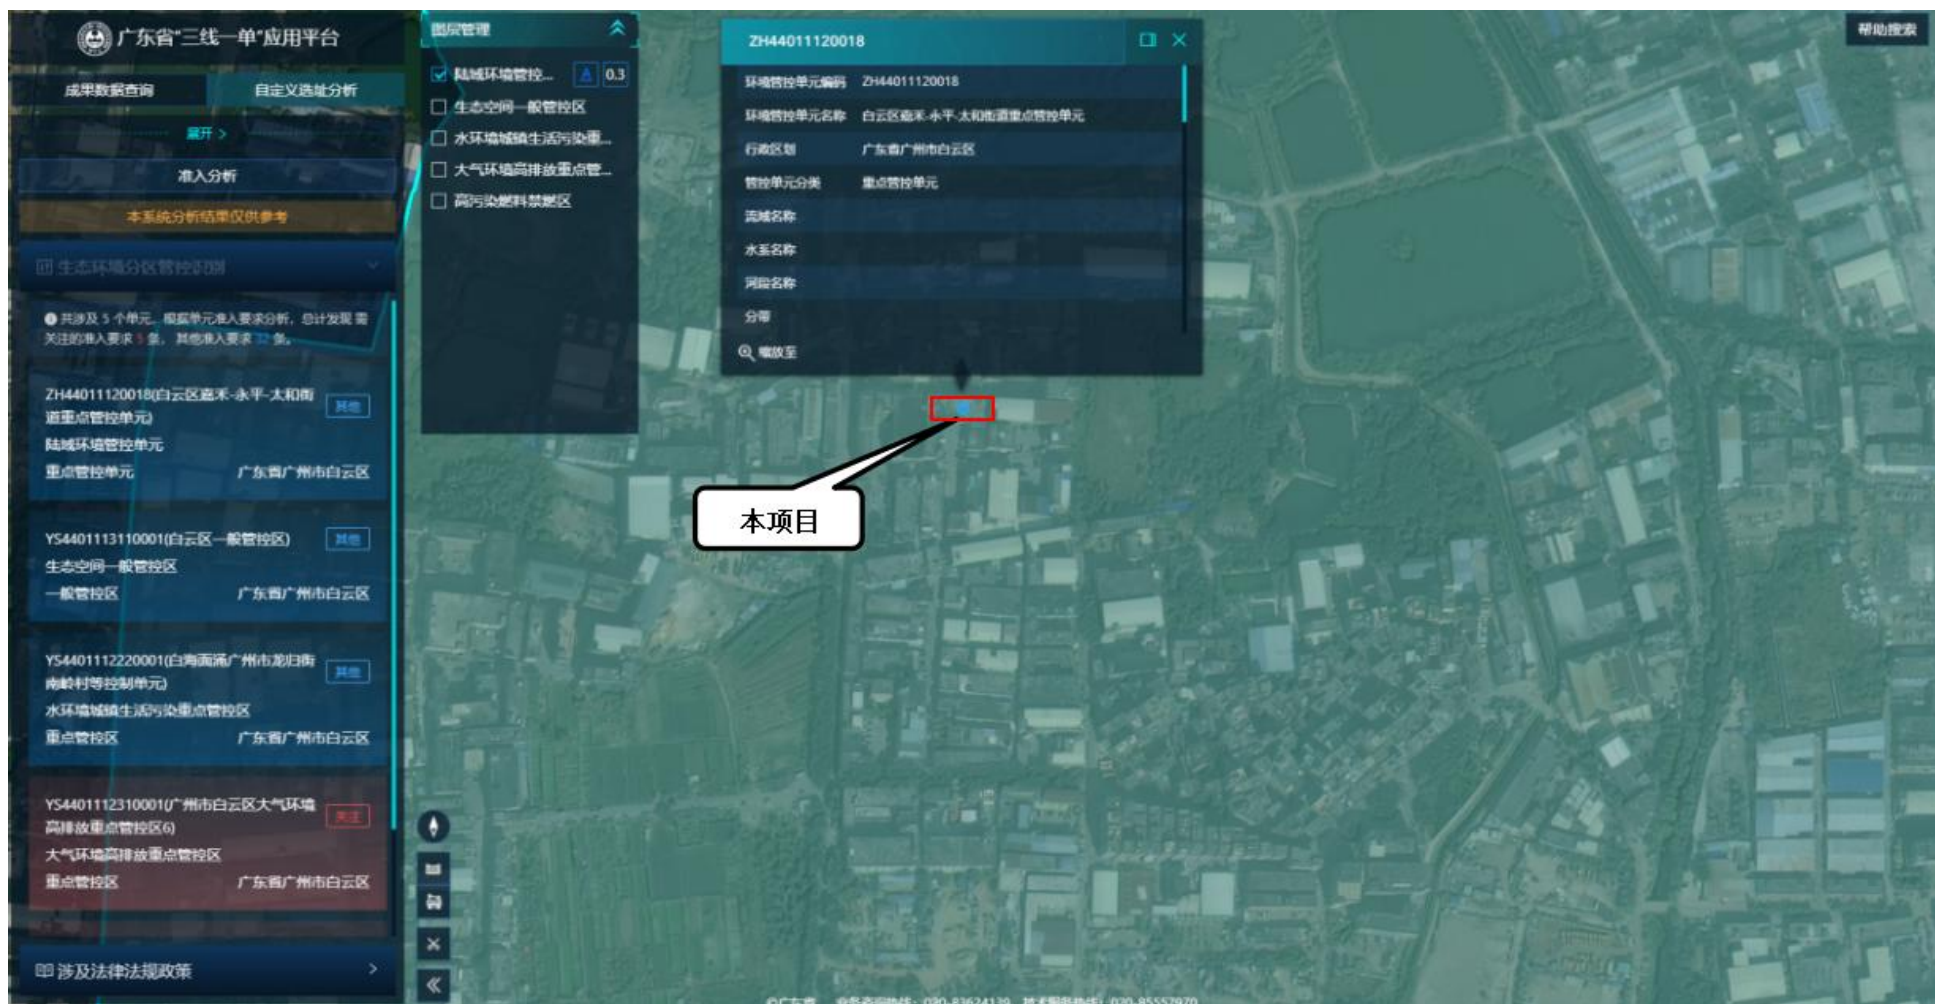 广东省"三线一单"应用平台
成果数据查询
自定义选址分析
展开 >
准入分析
本系统分析结果仅供参考
生态环境分区管控识别
共涉及 5 个单元，根据单元准入要求分析，总计发现 需
关注的准入要求 5 条， 其他准入要求 32 条。
ZH44011120018(白云区嘉禾-永平-太和街
道重点管控单元)
其他
陆域环境管控单元
重点管控单元
广东省广州市白云区
YS4401113110001(白云区一般管控区)
其他
生态空间一般管控区
一般管控区
广东省广州市白云区
YS4401112220001(白海面涌广州市龙归街
南岭村等控制单元)
其他
水环境城镇生活污染重点管控区
重点管控区
广东省广州市白云区
YS4401112310001(广州市白云区大气环境
高排放重点管控区6)
关注
大气环境高排放重点管控区
重点管控区
广东省广州市白云区
涉及法律法规政策 >
图层管理
陆域环境管控... A 0.3
生态空间一般管控区
水环境城镇生活污染重...
大气环境高排放重点管...
高污染燃料禁燃区
ZH44011120018
环境管控单元编码 ZH44011120018
环境管控单元名称 白云区嘉禾-永平-太和街道重点管控单元
行政区划 广东省广州市白云区
管控单元分类 重点管控单元
流域名称
水系名称
河段名称
分带
缩放至
本项目
帮助搜索